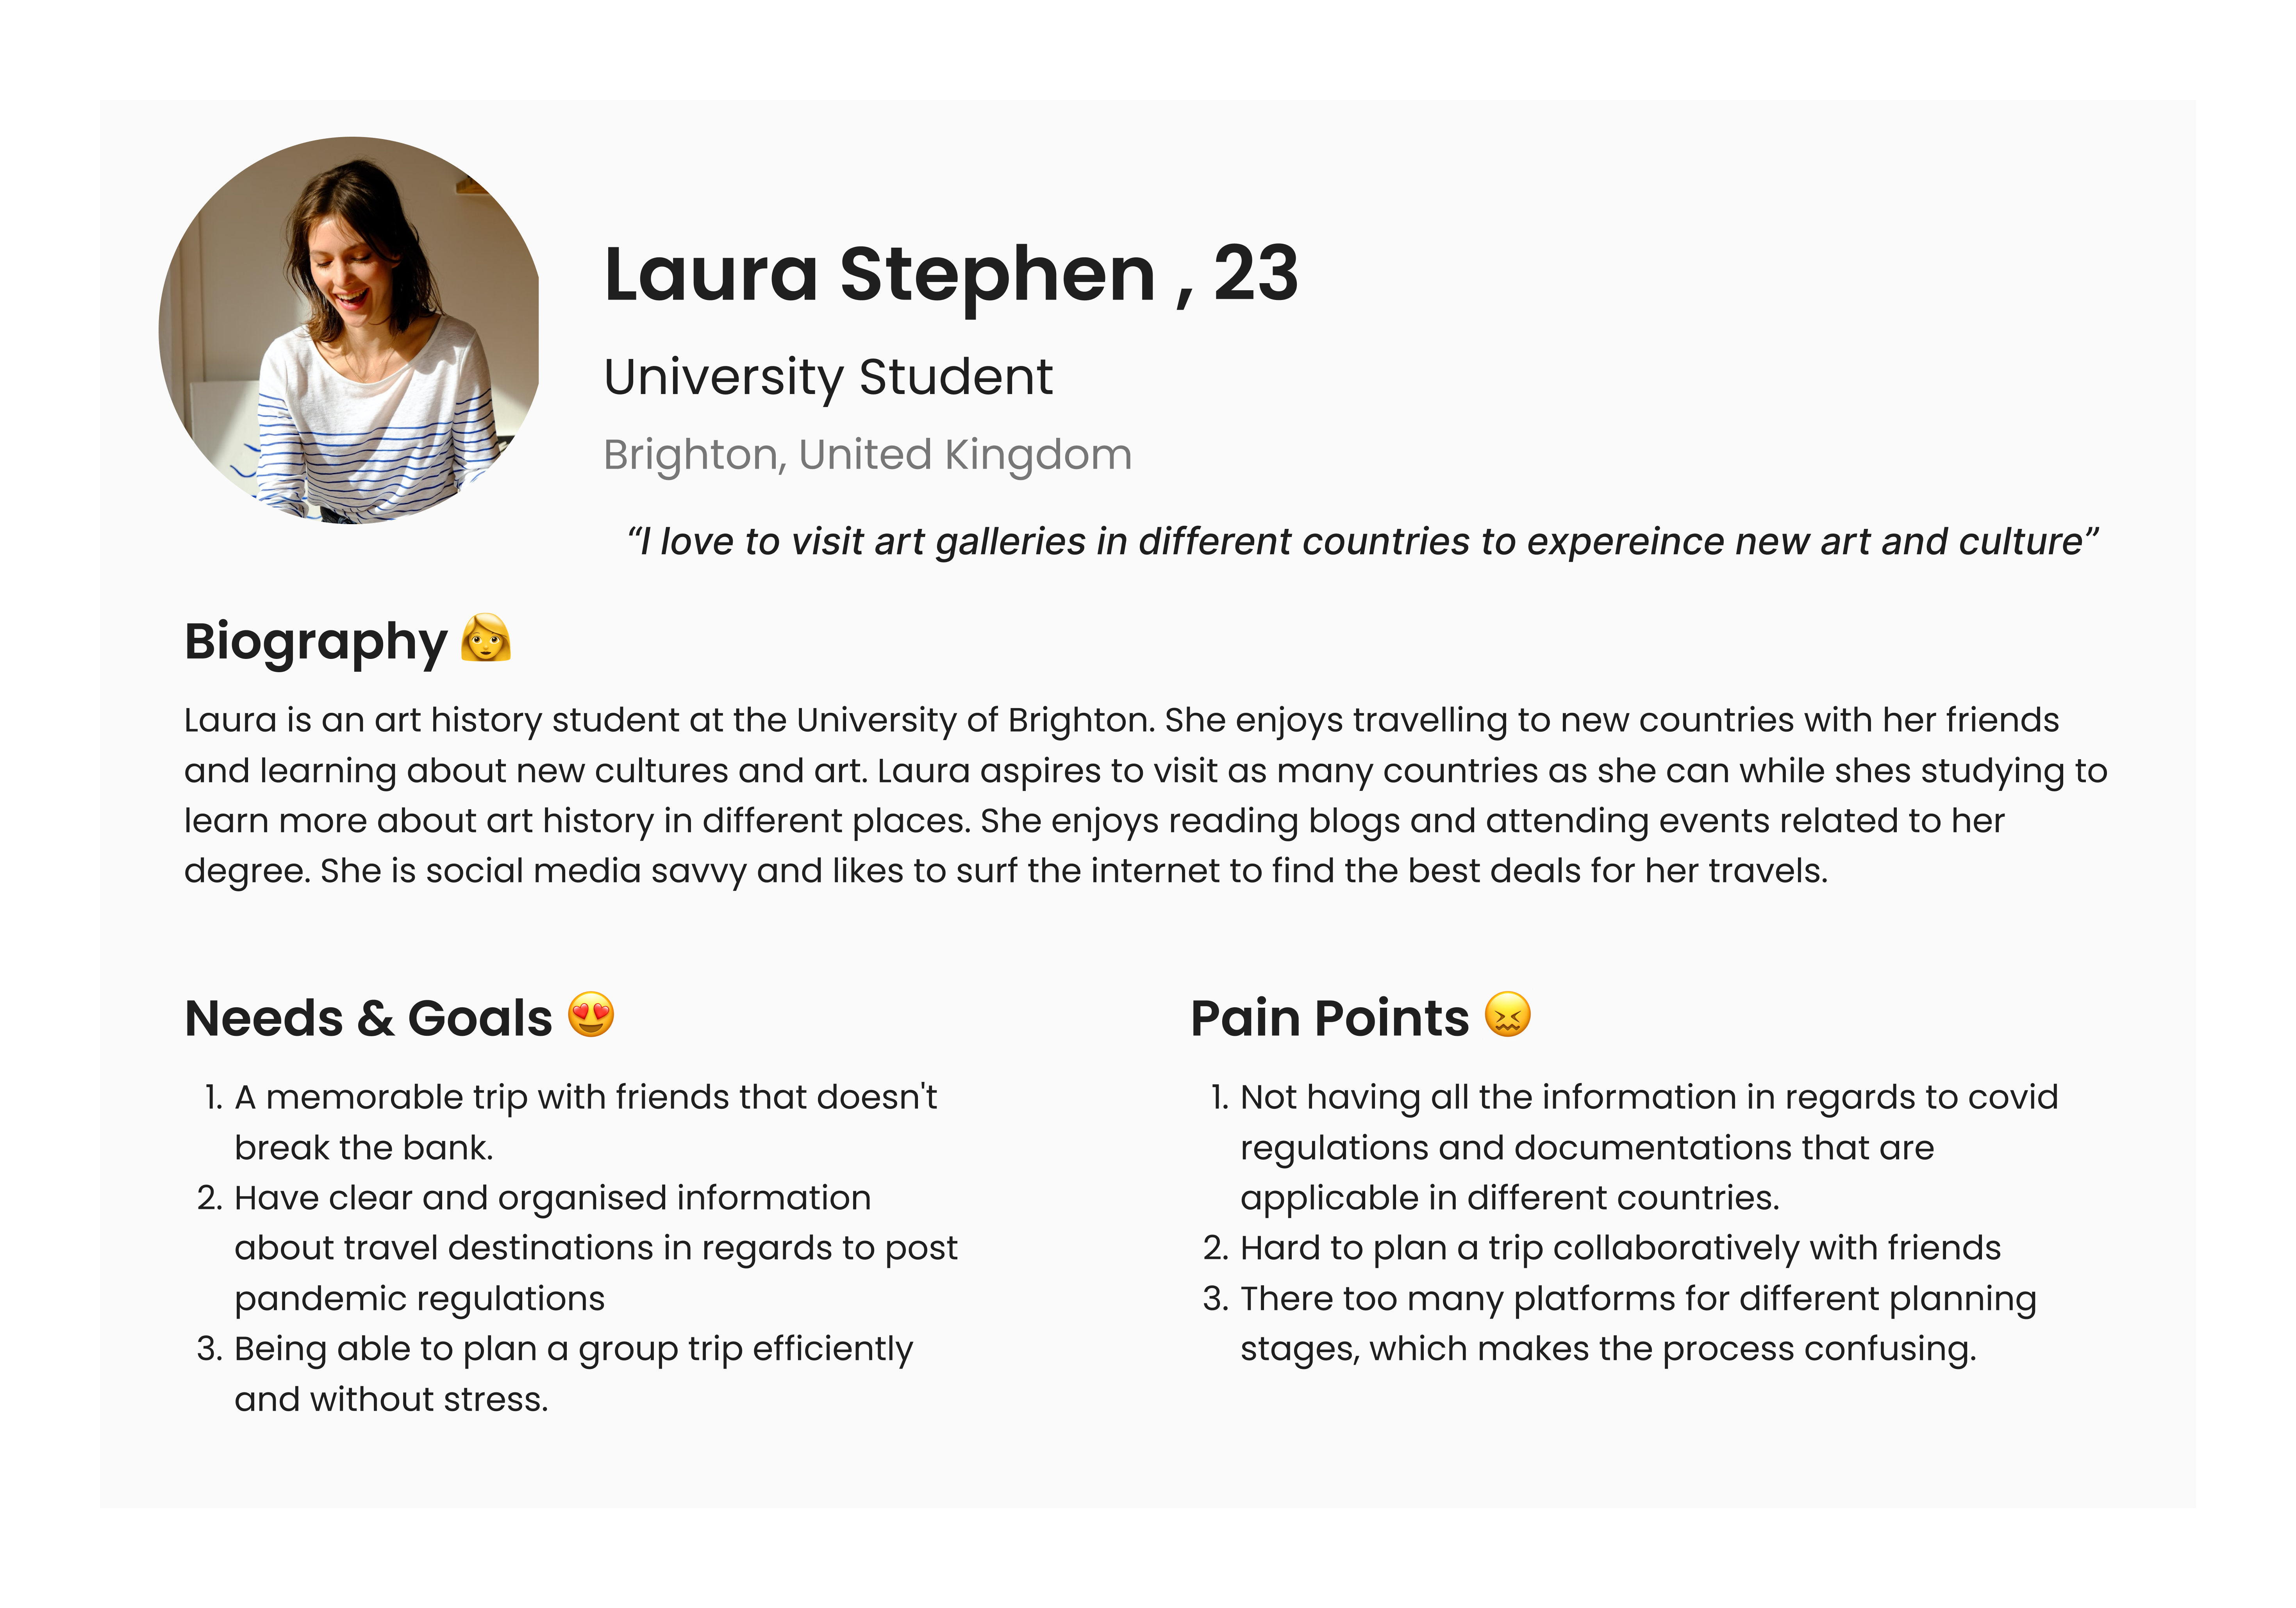 Laura Stephen , 23
University Student
Brighton, United Kingdom
“I love to visit art galleries in different countries to expereince new art and culture”
Biography 👩
Laura is an art history student at the University of Brighton. She enjoys travelling to new countries with her friends
and learning about new cultures and art. Laura aspires to visit as many countries as she can while shes studying to
learn more about art history in different places. She enjoys reading blogs and attending events related to her
degree. She is social media savvy and likes to surf the internet to find the best deals for her travels.
Needs & Goals 😍
1. A memorable trip with friends that doesn't
break the bank.
2. Have clear and organised information
about travel destinations in regards to post
pandemic regulations
3. Being able to plan a group trip efficiently
and without stress.
Pain Points 😖
1. Not having all the information in regards to covid
regulations and documentations that are
applicable in different countries.
2. Hard to plan a trip collaboratively with friends
3. There too many platforms for different planning
stages, which makes the process confusing.